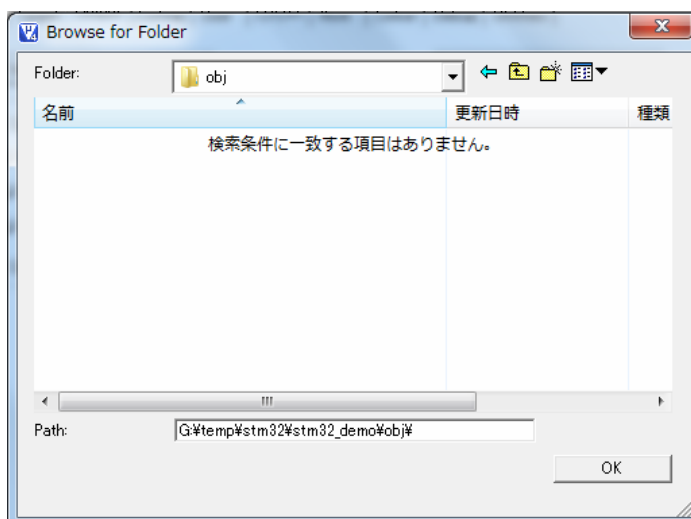 Browse for Folder
Folder:
obj
名前
更新日時
種類
検索条件に一致する項目はありません。
Path:
G:¥temp¥stm32¥stm32_demo¥obj¥
OK